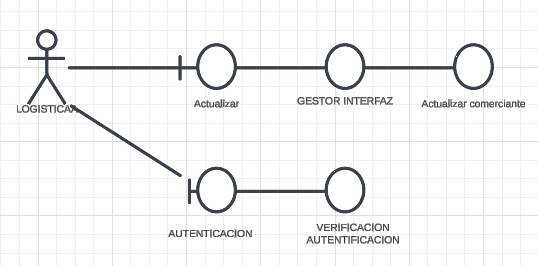 LOGISTICA
Actualizar
GESTOR INTERFAZ
Actualizar comerciante
AUTENTICACION
VERIFICACION
AUTENTIFICACION